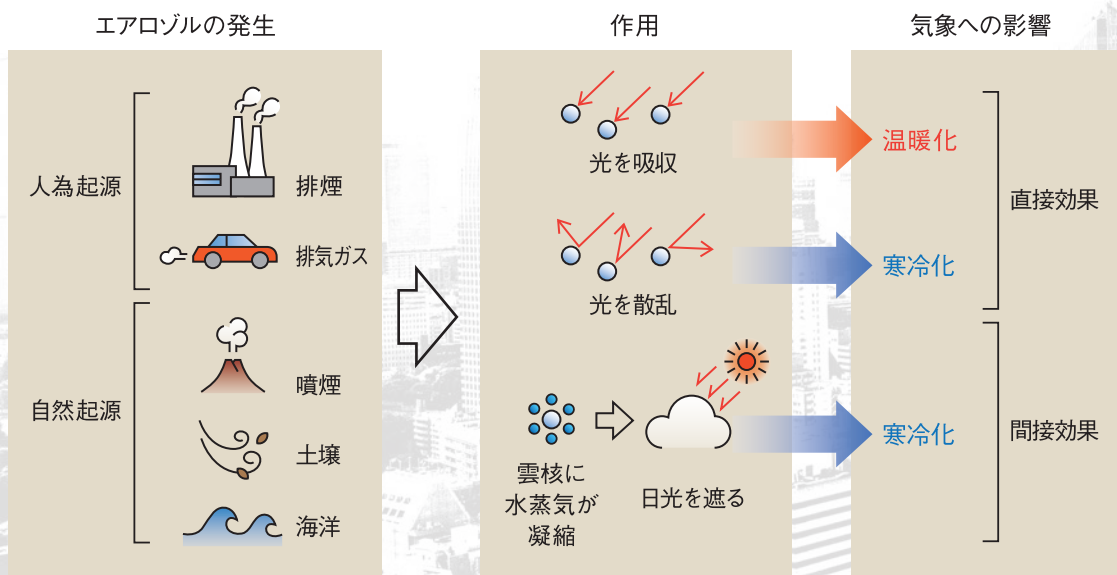 エアロゾルの発生
人為起源
排煙
排気ガス
自然起源
噴煙
土壌
海洋
作用
光を吸収
光を散乱
雲核に
水蒸気が
凝縮
日光を遮る
気象への影響
温暖化
寒冷化
直接効果
寒冷化
間接効果